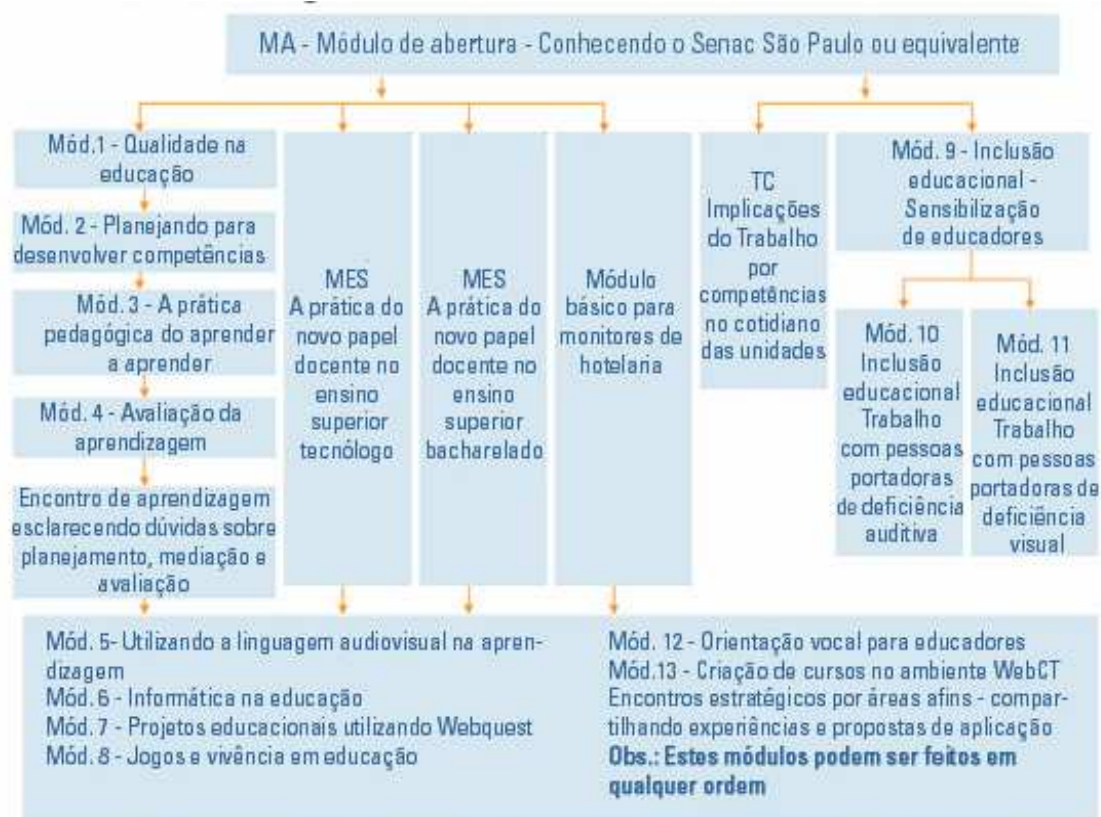 MA - Módulo de abertura - Conhecendo o Senac São Paulo ou equivalente
Mód.1 - Qualidade na
educação
Mód. 2 - Planejando para
desenvolver competências
Mód. 3 - A prática
pedagógica do aprender
a aprender
Mód. 4 - Avaliação da
aprendizagem
Encontro de aprendizagem
esclarecendo dúvidas sobre
planejamento, mediação e
avaliação
MES
A prática do
novo papel
docente no
ensino
superior
tecnólogo
MES
A prática do
novo papel
docente no
ensino
superior
bacharelado
Módulo
básico para
monitores de
hotelaria
TC
Implicações
do Trabalho
por
competências
no cotidiano
das unidades
Mód. 9 - Inclusão
educacional -
Sensibilização
de educadores
Mód. 10
Inclusão
educacional
Trabalho
com pessoas
portadoras
de deficiência
auditiva
Mód. 11
Inclusão
educacional
Trabalho
com pessoas
portadoras de
deficiência
visual
Mód. 5- Utilizando a linguagem audiovisual na apren-
dizagem
Mód. 6 - Informática na educação
Mód. 7 - Projetos educacionais utilizando Webquest
Mód. 8 - Jogos e vivência em educação
Mód. 12 - Orientação vocal para educadores
Mód.13 - Criação de cursos no ambiente WebCT
Encontros estratégicos por áreas afins - compar-
tilhando experiências e propostas de aplicação
Obs.: Estes módulos podem ser feitos em
qualquer ordem